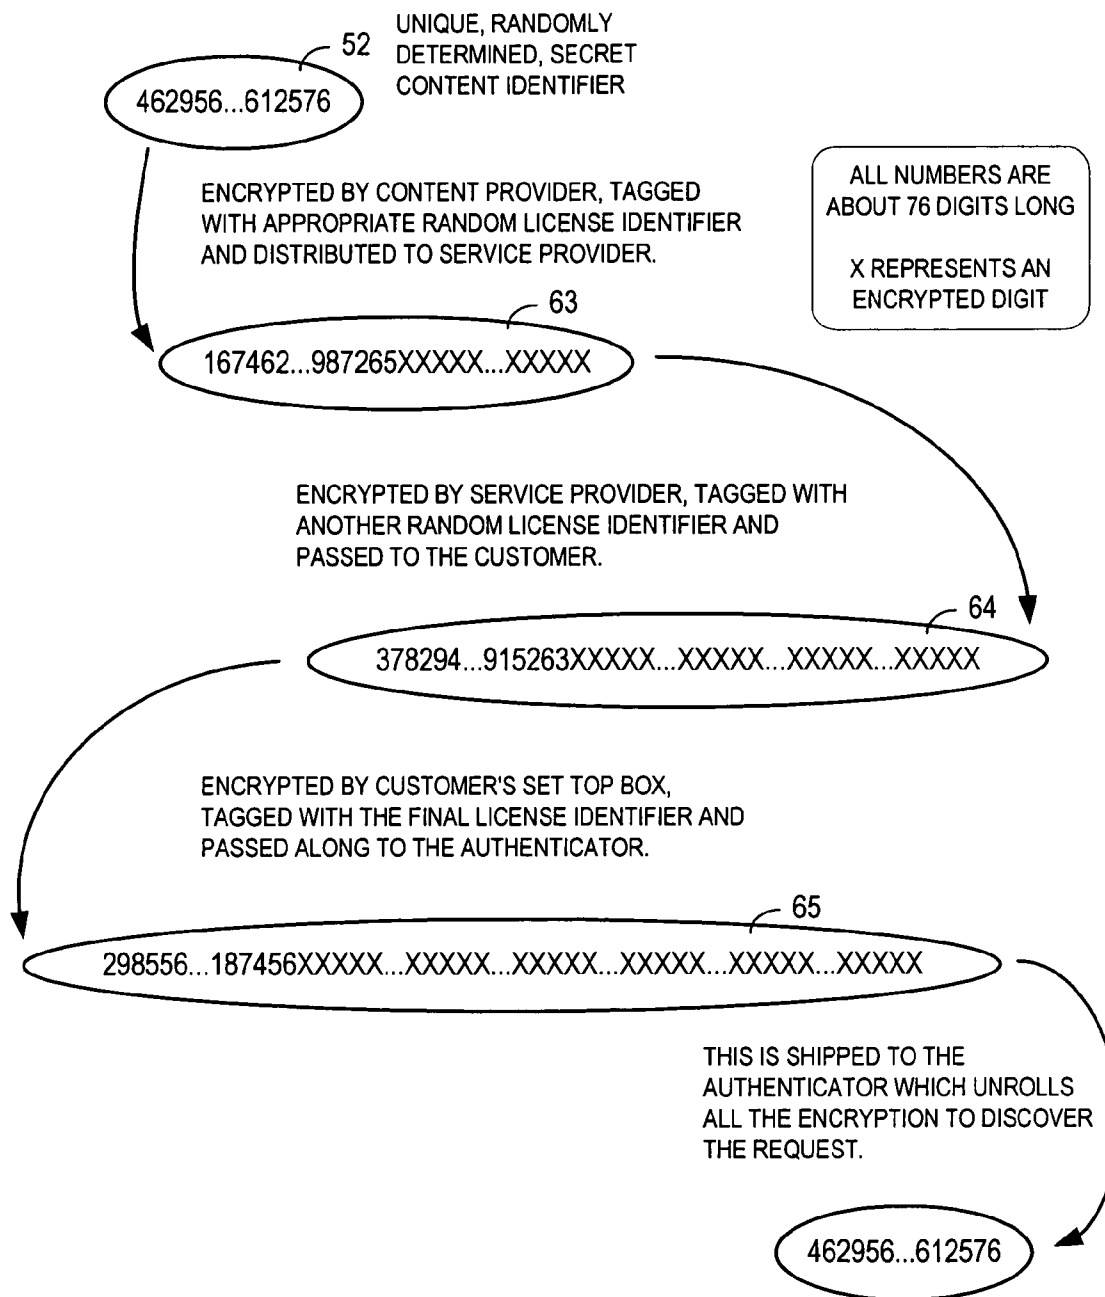 52
UNIQUE, RANDOMLY
DETERMINED, SECRET
CONTENT IDENTIFIER
462956...612576
ENCRYPTED BY CONTENT PROVIDER, TAGGED
WITH APPROPRIATE RANDOM LICENSE IDENTIFIER
AND DISTRIBUTED TO SERVICE PROVIDER.
ALL NUMBERS ARE
ABOUT 76 DIGITS LONG
X REPRESENTS AN
ENCRYPTED DIGIT
63
167462...987265XXXXX...XXXXX
ENCRYPTED BY SERVICE PROVIDER, TAGGED WITH
ANOTHER RANDOM LICENSE IDENTIFIER AND
PASSED TO THE CUSTOMER.
64
378294...915263XXXXX...XXXXX...XXXXX...XXXXX
ENCRYPTED BY CUSTOMER'S SET TOP BOX,
TAGGED WITH THE FINAL LICENSE IDENTIFIER AND
PASSED ALONG TO THE AUTHENTICATOR.
65
298556...187456XXXXX...XXXXX...XXXXX...XXXXX...XXXXX...XXXXX
THIS IS SHIPPED TO THE
AUTHENTICATOR WHICH UNROLLS
ALL THE ENCRYPTION TO DISCOVER
THE REQUEST.
462956...612576